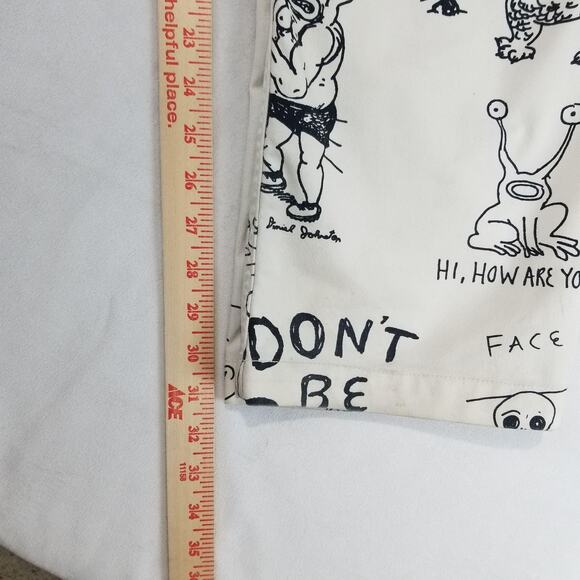 helpful place.
23
24
25
26
27
28
29
30
31
32
33
34
35
ACE
11158
Daniel Johnston
HI, HOW ARE YO
DON'T
FACE
BE